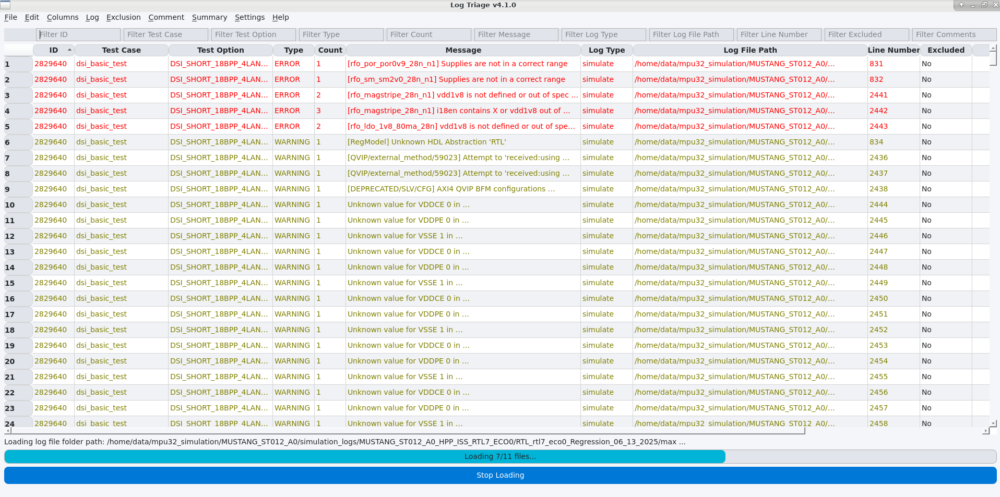 Log Triage v4.1.0
File Edit Columns Log Exclusion Comment Summary Settings Help
Filter ID Filter Test Case Filter Test Option Filter Type Filter Count Filter Message Filter Log Type Filter Log File Path Filter Line Number Filter Excluded Filter Comments
ID Test Case Test Option Type Count Message Log Type Log File Path Line Number Excluded
1 2829640 dsi_basic_test DSI_SHORT_18BPP_4LAN... ERROR 1 [rfo_por_por0v9_28n_n1] Supplies are not in a correct range simulate /home/data/mpu32_simulation/MUSTANG_ST012_A0/... 831 No
2 2829640 dsi_basic_test DSI_SHORT_18BPP_4LAN... ERROR 1 [rfo_sm_sm2v0_28n_n1] Supplies are not in a correct range simulate /home/data/mpu32_simulation/MUSTANG_ST012_A0/... 832 No
3 2829640 dsi_basic_test DSI_SHORT_18BPP_4LAN... ERROR 2 [rfo_magstripe_28n_n1] vdd1v8 is not defined or out of spec ... simulate /home/data/mpu32_simulation/MUSTANG_ST012_A0/... 2441 No
4 2829640 dsi_basic_test DSI_SHORT_18BPP_4LAN... ERROR 3 [rfo_magstripe_28n_n1] i18en contains X or vdd1v8 out of ... simulate /home/data/mpu32_simulation/MUSTANG_ST012_A0/... 2442 No
5 2829640 dsi_basic_test DSI_SHORT_18BPP_4LAN... ERROR 2 [rfo_ldo_1v8_80ma_28n] vdd1v8 is not defined or out of spe... simulate /home/data/mpu32_simulation/MUSTANG_ST012_A0/... 2443 No
6 2829640 dsi_basic_test DSI_SHORT_18BPP_4LAN... WARNING 1 [RegModel] Unknown HDL Abstraction 'RTL' simulate /home/data/mpu32_simulation/MUSTANG_ST012_A0/... 834 No
7 2829640 dsi_basic_test DSI_SHORT_18BPP_4LAN... WARNING 1 [QVIP/external_method/59023] Attempt to 'received:using ... simulate /home/data/mpu32_simulation/MUSTANG_ST012_A0/... 2436 No
8 2829640 dsi_basic_test DSI_SHORT_18BPP_4LAN... WARNING 1 [QVIP/external_method/59023] Attempt to 'received:using ... simulate /home/data/mpu32_simulation/MUSTANG_ST012_A0/... 2437 No
9 2829640 dsi_basic_test DSI_SHORT_18BPP_4LAN... WARNING 1 [DEPRECATED/SLV/CFG] AXI4 QVIP BFM configurations ... simulate /home/data/mpu32_simulation/MUSTANG_ST012_A0/... 2438 No
10 2829640 dsi_basic_test DSI_SHORT_18BPP_4LAN... WARNING 1 Unknown value for VDDCE 0 in ... simulate /home/data/mpu32_simulation/MUSTANG_ST012_A0/... 2444 No
11 2829640 dsi_basic_test DSI_SHORT_18BPP_4LAN... WARNING 1 Unknown value for VDDPE 0 in ... simulate /home/data/mpu32_simulation/MUSTANG_ST012_A0/... 2445 No
12 2829640 dsi_basic_test DSI_SHORT_18BPP_4LAN... WARNING 1 Unknown value for VSSE 1 in ... simulate /home/data/mpu32_simulation/MUSTANG_ST012_A0/... 2446 No
13 2829640 dsi_basic_test DSI_SHORT_18BPP_4LAN... WARNING 1 Unknown value for VDDCE 0 in ... simulate /home/data/mpu32_simulation/MUSTANG_ST012_A0/... 2447 No
14 2829640 dsi_basic_test DSI_SHORT_18BPP_4LAN... WARNING 1 Unknown value for VDDPE 0 in ... simulate /home/data/mpu32_simulation/MUSTANG_ST012_A0/... 2448 No
15 2829640 dsi_basic_test DSI_SHORT_18BPP_4LAN... WARNING 1 Unknown value for VSSE 1 in ... simulate /home/data/mpu32_simulation/MUSTANG_ST012_A0/... 2449 No
16 2829640 dsi_basic_test DSI_SHORT_18BPP_4LAN... WARNING 1 Unknown value for VDDCE 0 in ... simulate /home/data/mpu32_simulation/MUSTANG_ST012_A0/... 2450 No
17 2829640 dsi_basic_test DSI_SHORT_18BPP_4LAN... WARNING 1 Unknown value for VDDPE 0 in ... simulate /home/data/mpu32_simulation/MUSTANG_ST012_A0/... 2451 No
18 2829640 dsi_basic_test DSI_SHORT_18BPP_4LAN... WARNING 1 Unknown value for VSSE 1 in ... simulate /home/data/mpu32_simulation/MUSTANG_ST012_A0/... 2452 No
19 2829640 dsi_basic_test DSI_SHORT_18BPP_4LAN... WARNING 1 Unknown value for VDDCE 0 in ... simulate /home/data/mpu32_simulation/MUSTANG_ST012_A0/... 2453 No
20 2829640 dsi_basic_test DSI_SHORT_18BPP_4LAN... WARNING 1 Unknown value for VDDPE 0 in ... simulate /home/data/mpu32_simulation/MUSTANG_ST012_A0/... 2454 No
21 2829640 dsi_basic_test DSI_SHORT_18BPP_4LAN... WARNING 1 Unknown value for VSSE 1 in ... simulate /home/data/mpu32_simulation/MUSTANG_ST012_A0/... 2455 No
22 2829640 dsi_basic_test DSI_SHORT_18BPP_4LAN... WARNING 1 Unknown value for VDDCE 0 in ... simulate /home/data/mpu32_simulation/MUSTANG_ST012_A0/... 2456 No
23 2829640 dsi_basic_test DSI_SHORT_18BPP_4LAN... WARNING 1 Unknown value for VDDPE 0 in ... simulate /home/data/mpu32_simulation/MUSTANG_ST012_A0/... 2457 No
24 2829640 dsi_basic_test DSI_SHORT_18BPP_4LAN... WARNING 1 Unknown value for VSSE 1 in ... simulate /home/data/mpu32_simulation/MUSTANG_ST012_A0/... 2458 No
Loading log file folder path: /home/data/mpu32_simulation/MUSTANG_ST012_A0/simulation_logs/MUSTANG_ST012_A0_HPP_ISS_RTL7_ECO0/RTL_rtl7_eco0_Regression_06_13_2025/max ...
Loading 7/11 files...
Stop Loading